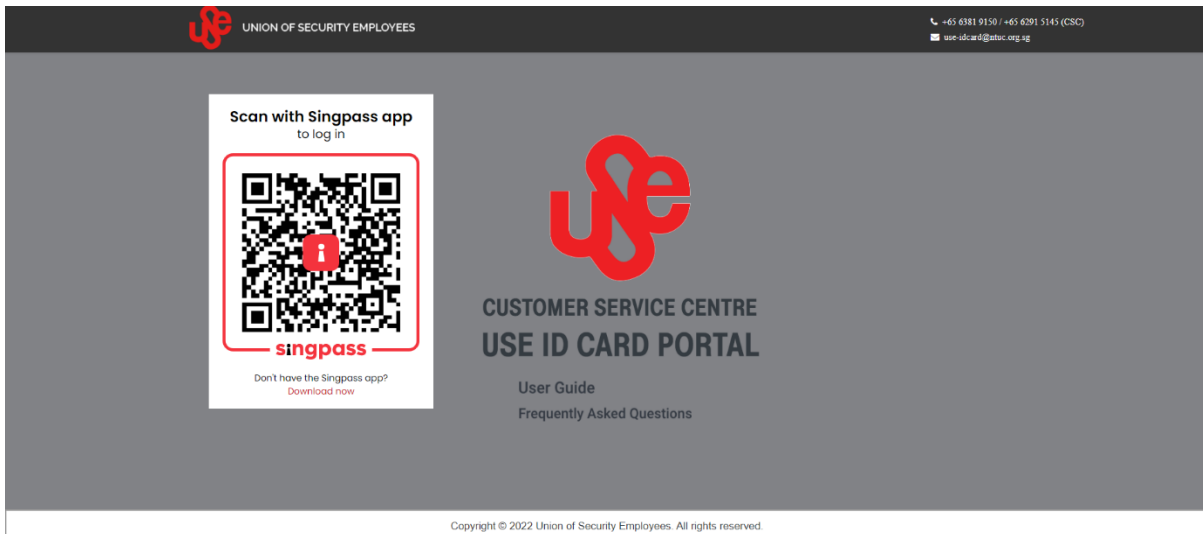 use
UNION OF SECURITY EMPLOYEES
+65 6381 9150 / +65 6291 5145 (CSC)
use-idcard@ntuc.org.sg
Scan with Singpass app
to log in
singpass
Don't have the Singpass app?
Download now
use
CUSTOMER SERVICE CENTRE
USE ID CARD PORTAL
User Guide
Frequently Asked Questions
Copyright © 2022 Union of Security Employees. All rights reserved.